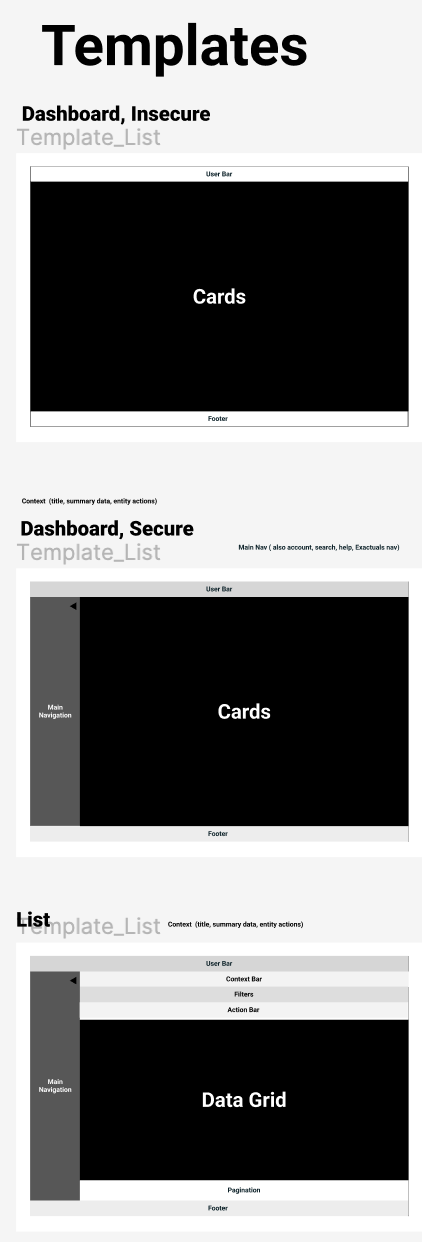 Templates
Dashboard, Insecure
Template_List
User Bar
Cards
Footer
Context (title, summary data, entity actions)
Dashboard, Secure
Template_List
Main Nav ( also account, search, help, Exactuals nav)
User Bar
Main
Navigation
Cards
Footer
List
Template_List
Context (title, summary data, entity actions)
User Bar
Context Bar
Filters
Action Bar
Main
Navigation
Data Grid
Pagination
Footer